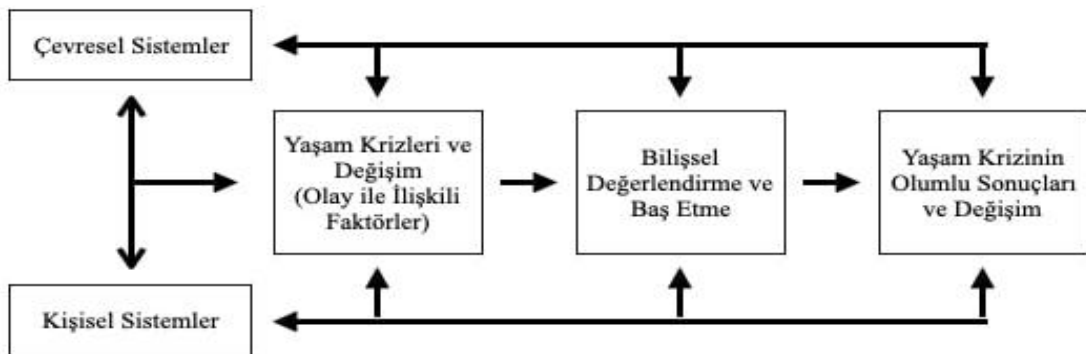 Çevresel Sistemler
Yaşam Krizleri ve
Değişim
(Olay ile İlişkili
Faktörler)
Bilişsel
Değerlendirme ve
Baş Etme
Yaşam Krizinin
Olumlu Sonuçları
ve Değişim
Kişisel Sistemler